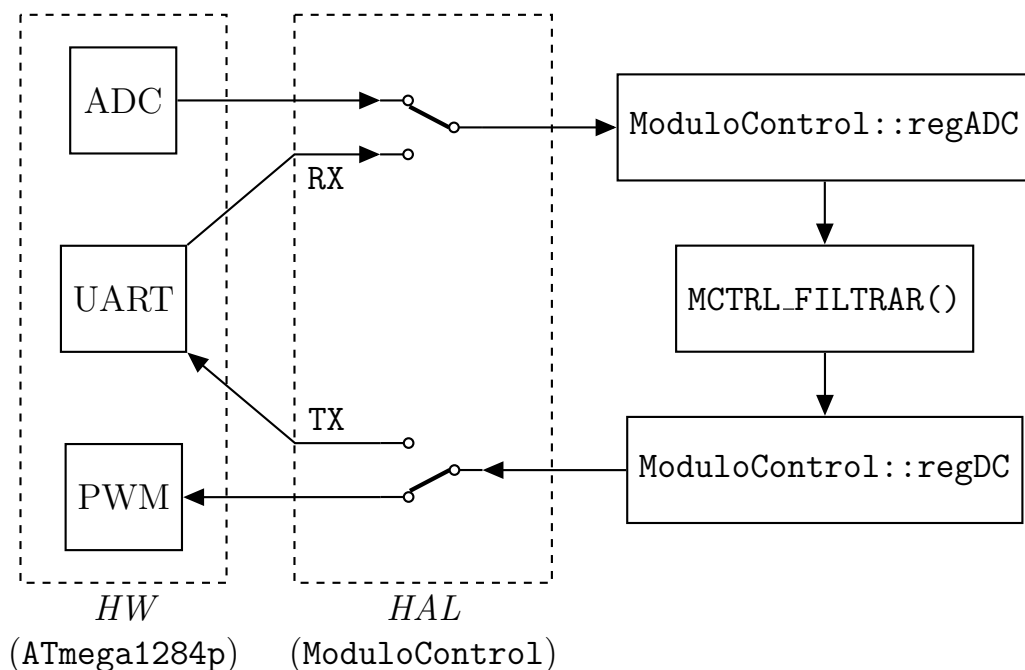 ADC
ModuloControl::regADC
RX
UART
MCTRL_FILTRAR()
TX
ModuloControl::regDC
PWM
HW
(ATmega1284p)
HAL
(ModuloControl)